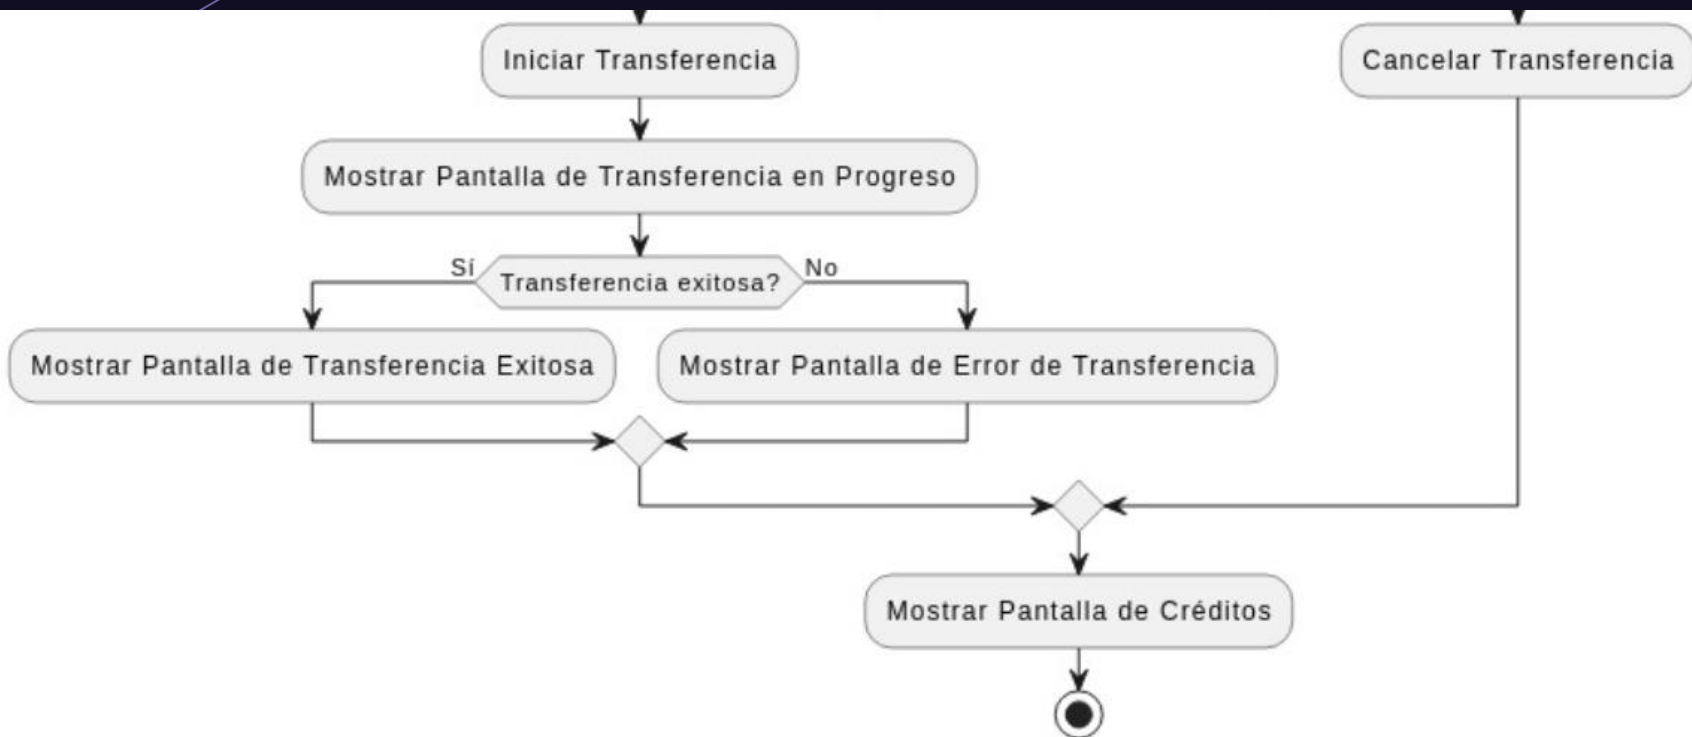 Iniciar Transferencia
Cancelar Transferencia
Mostrar Pantalla de Transferencia en Progreso
Sí
Transferencia exitosa?
No
Mostrar Pantalla de Transferencia Exitosa
Mostrar Pantalla de Error de Transferencia
Mostrar Pantalla de Créditos